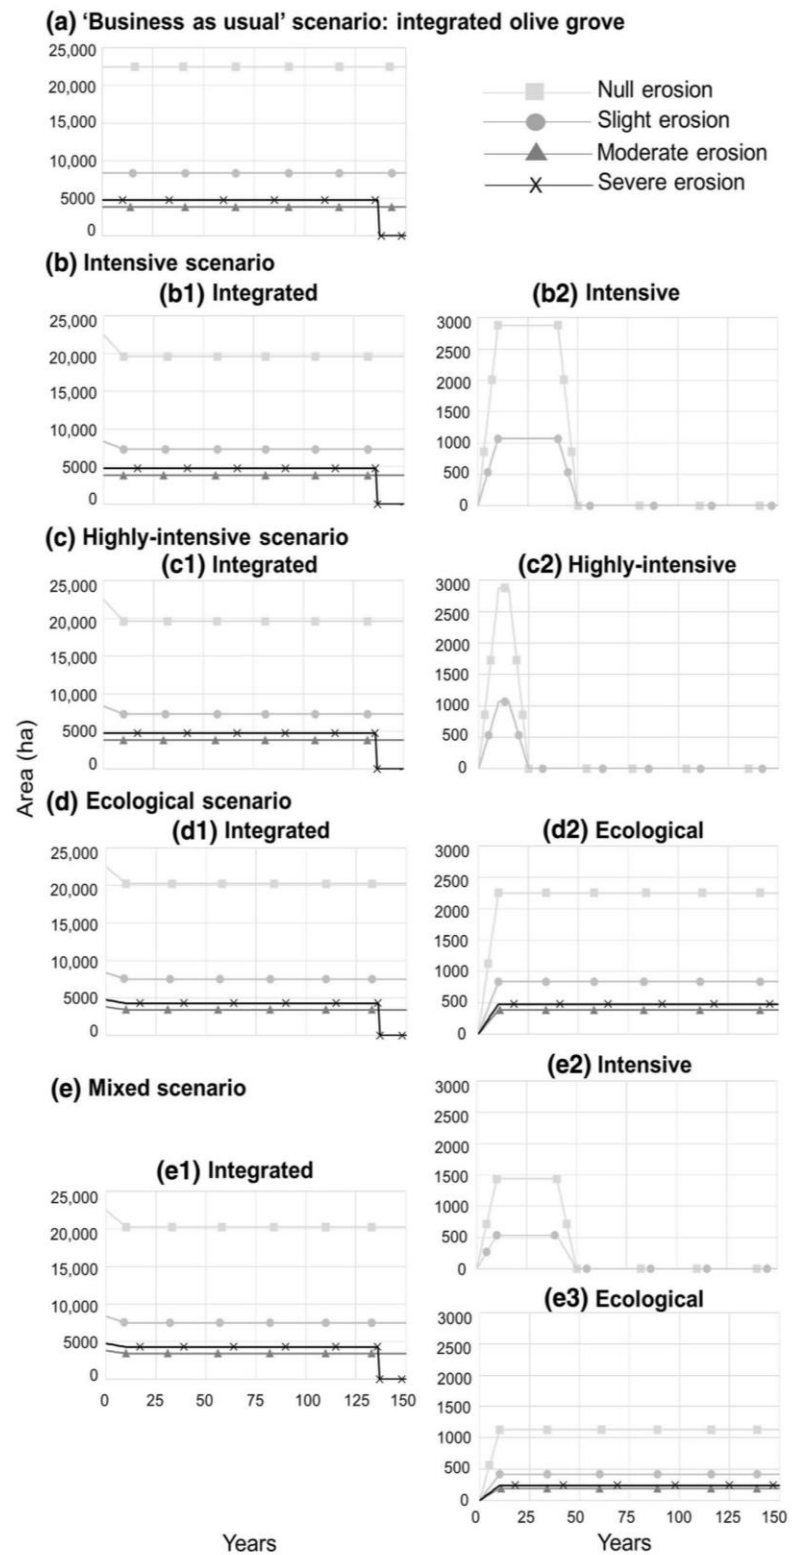 (a) ‘Business as usual’ scenario: integrated olive grove
25,000
20,000
15,000
10,000
5000
0
Null erosion
Slight erosion
Moderate erosion
Severe erosion
(b) Intensive scenario
(b1) Integrated
25,000
20,000
15,000
10,000
5000
0
(b2) Intensive
3000
2500
2000
1500
1000
500
0
(c) Highly-intensive scenario
(c1) Integrated
25,000
20,000
15,000
10,000
5000
0
(c2) Highly-intensive
3000
2500
2000
1500
1000
500
0
Area (ha)
(d) Ecological scenario
(d1) Integrated
25,000
20,000
15,000
10,000
5000
0
(d2) Ecological
3000
2500
2000
1500
1000
500
0
(e) Mixed scenario
(e1) Integrated
25,000
20,000
15,000
10,000
5000
0
0 25 50 75 100 125 150
Years
(e2) Intensive
3000
2500
2000
1500
1000
500
0
(e3) Ecological
3000
2500
2000
1500
1000
500
0
0 25 50 75 100 125 150
Years